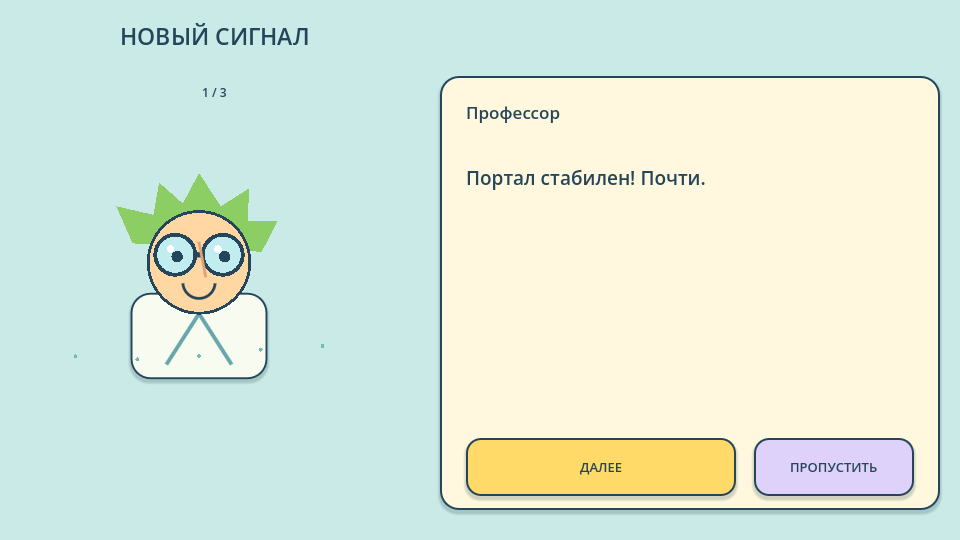 НОВЫЙ СИГНАЛ
1 / 3
Профессор
Портал стабилен! Почти.
ДАЛЕЕ
ПРОПУСТИТЬ